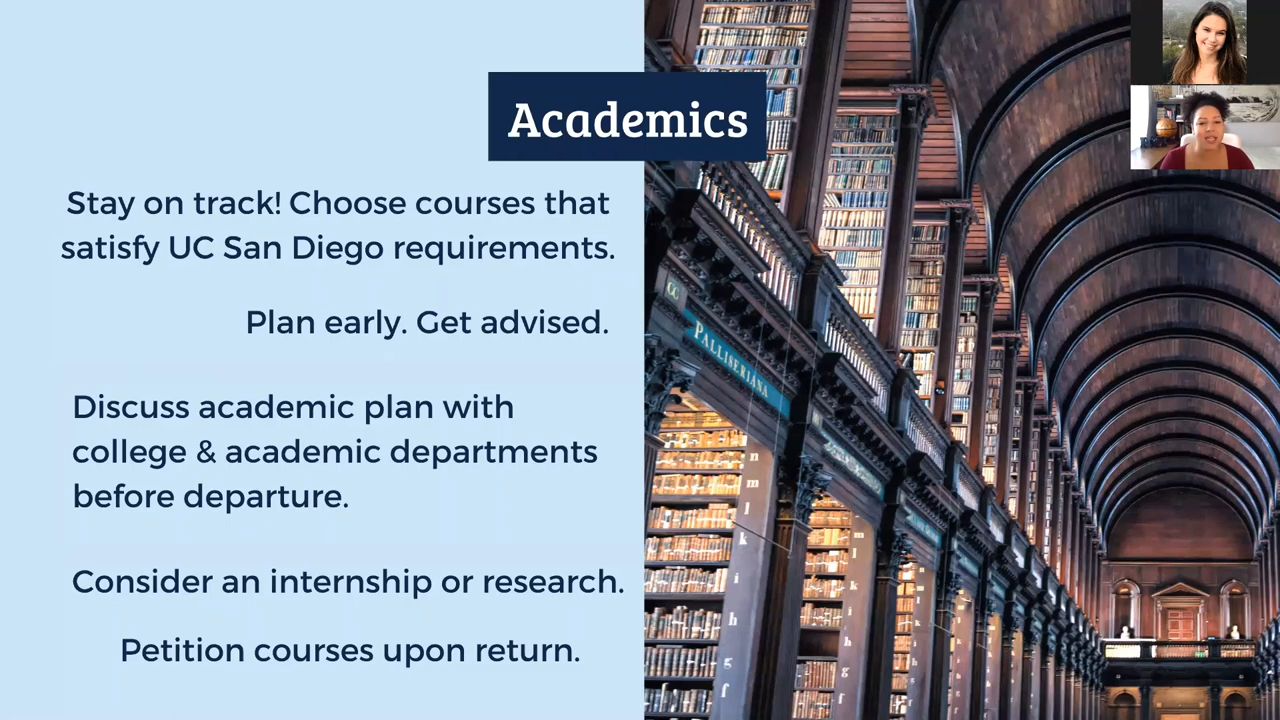 Academics
Stay on track! Choose courses that
satisfy UC San Diego requirements.
Plan early. Get advised.
Discuss academic plan with
college & academic departments
before departure.
Consider an internship or research.
Petition courses upon return.
CC
PALLISERIANA
n
m
l
k
i
h
g
f
m
l
k
i
h
g
f